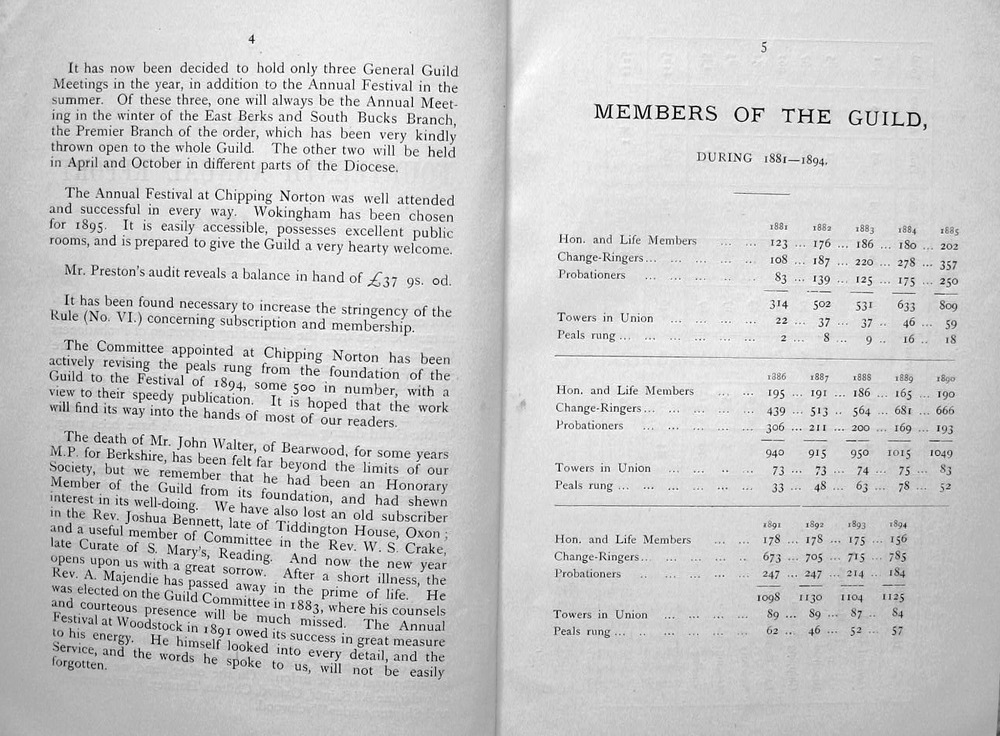 4
It has now been decided to hold only three General Guild
Meetings in the year, in addition to the Annual Festival in the
summer. Of these three, one will always be the Annual Meet-
ing in the winter of the East Berks and South Bucks Branch,
the Premier Branch of the order, which has been very kindly
thrown open to the whole Guild. The other two will be held
in April and October in different parts of the Diocese.
The Annual Festival at Chipping Norton was well attended
and successful in every way. Wokingham has been chosen
for 1895. It is easily accessible, possesses excellent public
rooms, and is prepared to give the Guild a very hearty welcome.
Mr. Preston's audit reveals a balance in hand of £37 9s. od.
It has been found necessary to increase the stringency of the
Rule (No. VI.) concerning subscription and membership.
The Committee appointed at Chipping Norton has been
actively revising the peals rung from the foundation of the
Guild to the Festival of 1894, some 500 in number, with a
view to their speedy publication. It is hoped that the work
will find its way into the hands of most of our readers.
The death of Mr. John Walter, of Bearwood, for some years
M.P. for Berkshire, has been felt far beyond the limits of our
Society, but we remember that he had been an Honorary
Member of the Guild from its foundation, and had shewn
interest in its well-doing. We have also lost an old subscriber
in the Rev. Joshua Bennett, late of Tiddington House, Oxon;
and a useful member of Committee in the Rev. W. S. Crake,
late Curate of S. Mary's, Reading. And now the new year
opens upon us with a great sorrow. After a short illness, the
Rev. A. Majendie has passed away in the prime of life. He
was elected on the Guild Committee in 1883, where his counsels
and courteous presence will be much missed. The Annual
Festival at Woodstock in 1891 owed its success in great measure
to his energy. He himself looked into every detail, and the
Service, and the words he spoke to us, will not be easily
forgotten.
5
MEMBERS OF THE GUILD,
DURING 1881—1894.
1881 1882 1883 1884 1885
Hon. and Life Members ... ... 123 ... 176 ... 186 ... 180 ... 202
Change-Ringers... ... ... ... ... 108 ... 187 ... 220 ... 278 ... 357
Probationers ... ... ... ... 83 ... 139 ... 125 ... 175 ... 250
314 502 531 633 809
Towers in Union ... ... ... ... 22 ... 37 ... 37 .. 46 ... 59
Peals rung ... ... ... ... ... 2 ... 8 ... 9 .. 16 .. 18
1886 1887 1888 1889 1890
Hon. and Life Members ... ... 195 ... 191 ... 186 ... 165 ... 190
Change-Ringers... ... ... ... ... 439 ... 513 .. 564 ... 681 ... 666
Probationers ... ... ... ... 306 ... 211 ... 200 ... 169 ... 193
940 915 950 1015 1049
Towers in Union ... ... .. .. 73 ... 73 ... 74 ... 75 ... 83
Peals rung ... ... ... ... ... 33 ... 48 ... 63 ... 78 ... 52
1891 1892 1893 1894
Hon. and Life Members ... ... 178 ... 178 ... 175 ... 156
Change-Ringers... ... ... ... ... 673 ... 705 ... 715 ... 785
Probationers .. ... ... ... 247 ... 247 ... 214 ... 184
1098 1130 1104 1125
Towers in Union ... ... ... ... 89 ... 89 ... 87 .. 84
Peals rung ... .. ... ... ... 62 ... 46 ... 52 ... 57